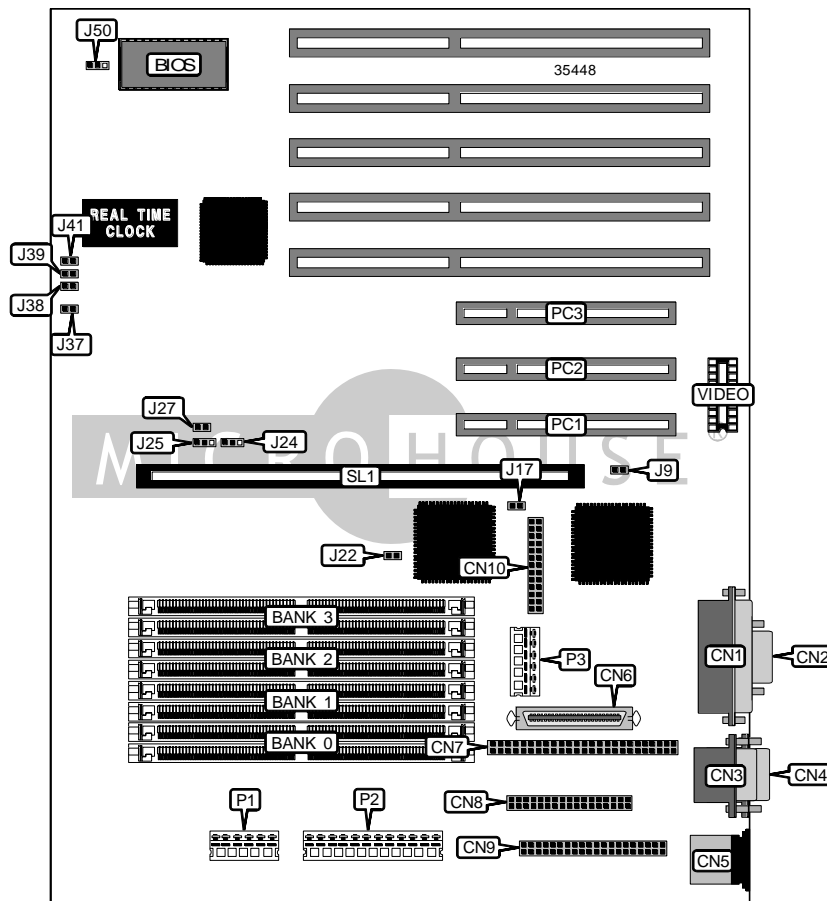 J50
BIOS
35448
REAL TIME
CLOCK
J41
J39
J38
J37
PC3
PC2
VIDEO
PC1
J27
J25
J24
MICROHOUSE
®
SL1
J17
J9
J22
CN10
BANK 3
BANK 2
BANK 1
BANK 0
P3
CN6
CN1
CN2
CN7
CN3
CN4
P1
P2
CN8
CN9
CN5